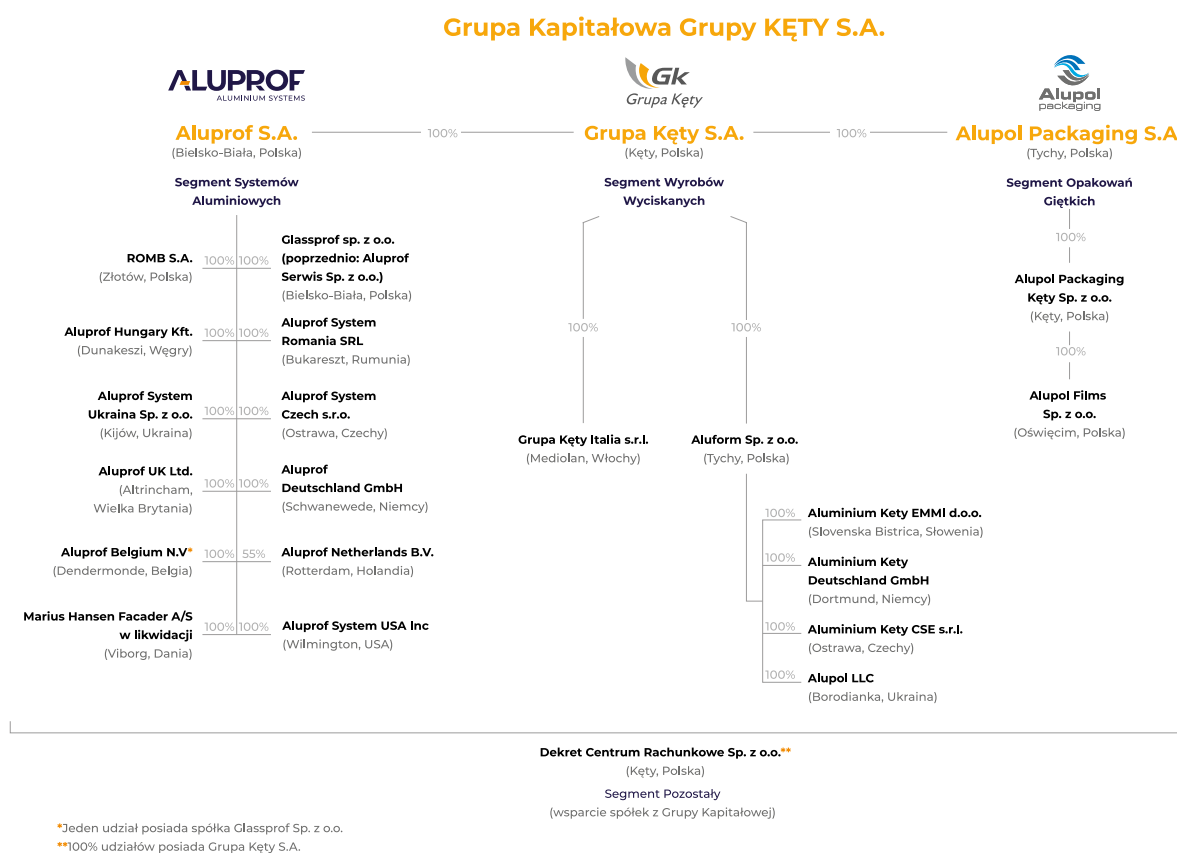 Grupa Kapitałowa Grupy KĘTY S.A.
ALUPROF
ALUMINIUM SYSTEMS
Aluprof S.A.
(Bielsko-Biała, Polska)
100%
Gk
Grupa Kęty
Grupa Kęty S.A.
(Kęty, Polska)
100%
Alupol
packaging
Alupol Packaging S.A
(Tychy, Polska)
Segment Systemów
Aluminiowych
ROMB S.A.
(Złotów, Polska)
100% 100%
Glassprof sp. z o.o.
(poprzednio: Aluprof
Serwis Sp. z o.o.)
(Bielsko-Biała, Polska)
Aluprof Hungary Kft.
(Dunakeszi, Węgry)
100% 100%
Aluprof System
Romania SRL
(Bukareszt, Rumunia)
Aluprof System
Ukraina Sp. z o.o.
(Kijów, Ukraina)
100% 100%
Aluprof System
Czech s.r.o.
(Ostrawa, Czechy)
Aluprof UK Ltd.
(Altrincham,
Wielka Brytania)
100% 100%
Aluprof
Deutschland GmbH
(Schwanewede, Niemcy)
Aluprof Belgium N.V*
(Dendermonde, Belgia)
100% 55%
Aluprof Netherlands B.V.
(Rotterdam, Holandia)
Marius Hansen Facader A/S
w likwidacji
(Viborg, Dania)
100% 100%
Aluprof System USA Inc
(Wilmington, USA)
Segment Wyrobów
Wyciskanych
100%
Grupa Kęty Italia s.r.l.
(Mediolan, Włochy)
100%
Aluform Sp. z o.o.
(Tychy, Polska)
100%
Aluminium Kety EMMI d.o.o.
(Slovenska Bistrica, Słowenia)
100%
Aluminium Kety
Deutschland GmbH
(Dortmund, Niemcy)
100%
Aluminium Kety CSE s.r.l.
(Ostrawa, Czechy)
100%
Alupol LLC
(Borodianka, Ukraina)
Segment Opakowań
Giętkich
100%
Alupol Packaging
Kęty Sp. z o.o.
(Kęty, Polska)
100%
Alupol Films
Sp. z o.o.
(Oświęcim, Polska)
Dekret Centrum Rachunkowe Sp. z o.o.**
(Kęty, Polska)
Segment Pozostały
(wsparcie spółek z Grupy Kapitałowej)
*Jeden udział posiada spółka Glassprof Sp. z o.o.
**100% udziałów posiada Grupa Kęty S.A.